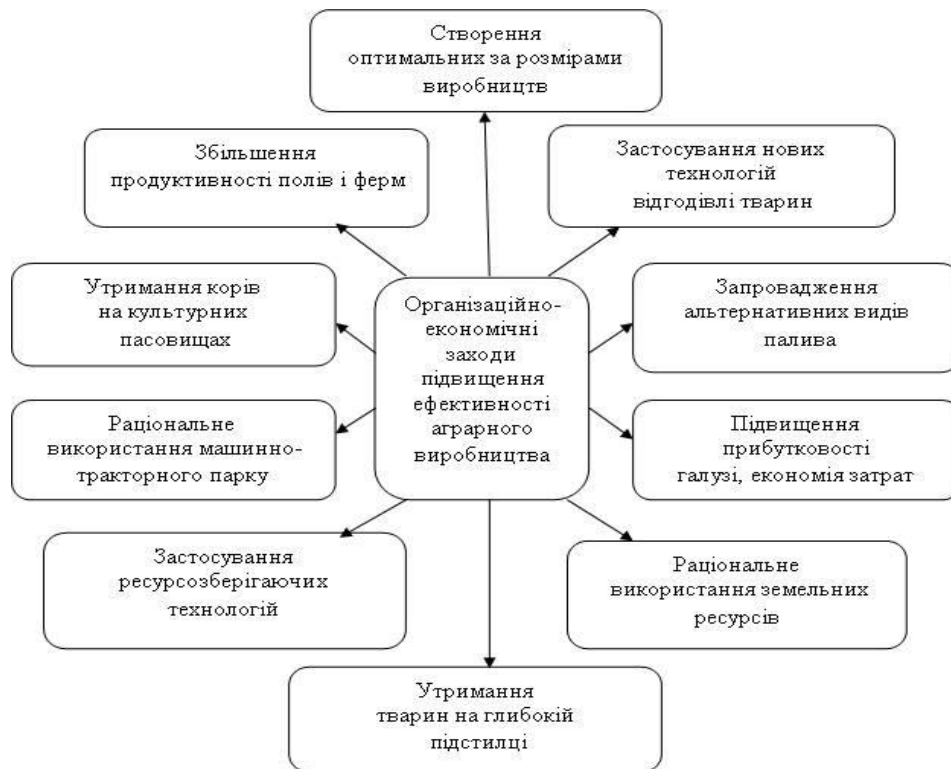 Створення
оптимальних за розмірами
виробництв
Збільшення
продуктивності полів і ферм
Застосування нових
технологій
відгодівлі тварин
Утримання корів
на культурних
пасовищах
Організаційно-
економічні
заходи
підвищення
ефективності
аграрного
виробництва
Запровадження
альтернативних видів
палива
Раціональне
використання машинно-
тракторного парку
Підвищення
прибутковості
галузі, економія затрат
Застосування
ресурсозберігаючих
технологій
Раціональне
використання земельних
ресурсів
Утримання
тварин на глибокій
підстилці